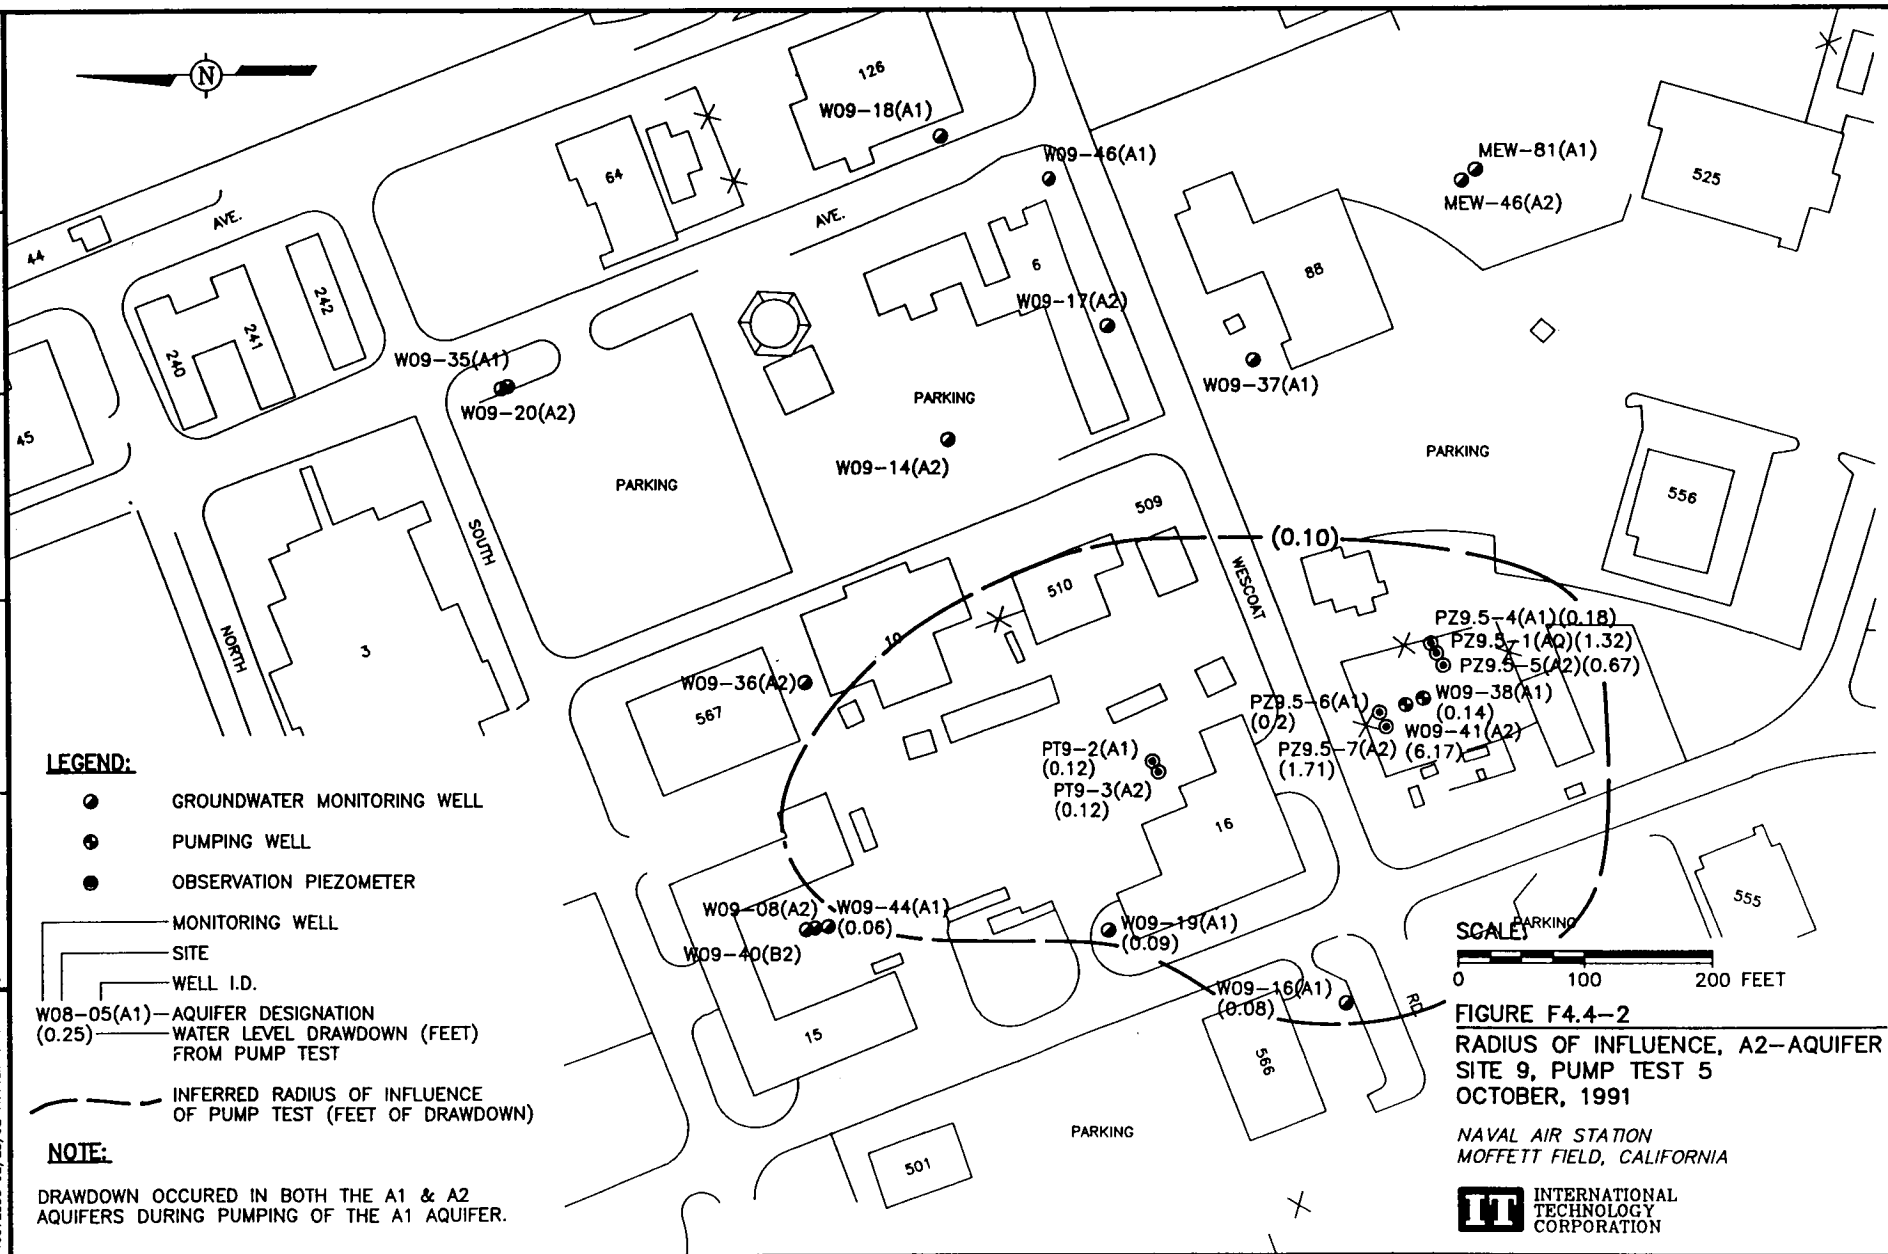 N
126
W09-18(A1)
W09-46(A1)
MEW-81(A1)
MEW-46(A2)
525
64
AVE.
AVE.
44
6
88
242
241
240
W09-17(A2)
W09-35(A1)
W09-20(A2)
W09-37(A1)
45
PARKING
W09-14(A2)
PARKING
PARKING
556
509
SOUTH
(0.10)
WESCOAT
510
NORTH
3
10
PZ9.5-4(A1)(0.18)
PZ9.5-1(AQ)(1.32)
PZ9.5-5(A2)(0.67)
W09-36(A2)
567
PZ9.5-6(A1)
(0.2)
W09-38(A1)
(0.14)
W09-41(A2)
(6.17)
PZ9.5-7(A2)
(1.71)
PT9-2(A1)
(0.12)
PT9-3(A2)
(0.12)
16
555
W09-08(A2)
W09-44(A1)
(0.06)
W09-40(B2)
W09-19(A1)
(0.09)
W09-16(A1)
(0.08)
RD.
15
566
501
PARKING
PARKING
LEGEND:
GROUNDWATER MONITORING WELL
PUMPING WELL
OBSERVATION PIEZOMETER
MONITORING WELL
SITE
WELL I.D.
W08-05(A1) AQUIFER DESIGNATION
(0.25) WATER LEVEL DRAWDOWN (FEET)
FROM PUMP TEST
INFERRED RADIUS OF INFLUENCE
OF PUMP TEST (FEET OF DRAWDOWN)
NOTE:
DRAWDOWN OCCURED IN BOTH THE A1 & A2
AQUIFERS DURING PUMPING OF THE A1 AQUIFER.
SCALE:
0 100 200 FEET
FIGURE F4.4-2
RADIUS OF INFLUENCE, A2-AQUIFER
SITE 9, PUMP TEST 5
OCTOBER, 1991
NAVAL AIR STATION
MOFFETT FIELD, CALIFORNIA
IT INTERNATIONAL
TECHNOLOGY
CORPORATION